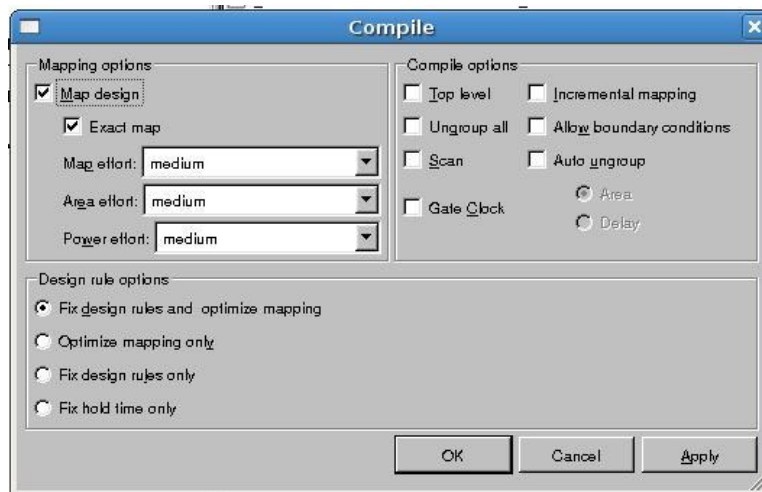 Compile
Mapping options
Map design
Exact map
Map effort: medium
Area effort: medium
Power effort: medium
Compile options
Top level
Incremental mapping
Ungroup all
Allow boundary conditions
Scan
Auto ungroup
Area
Gate Clock
Delay
Design rule options
Fix design rules and optimize mapping
Optimize mapping only
Fix design rules only
Fix hold time only
OK
Cancel
Apply